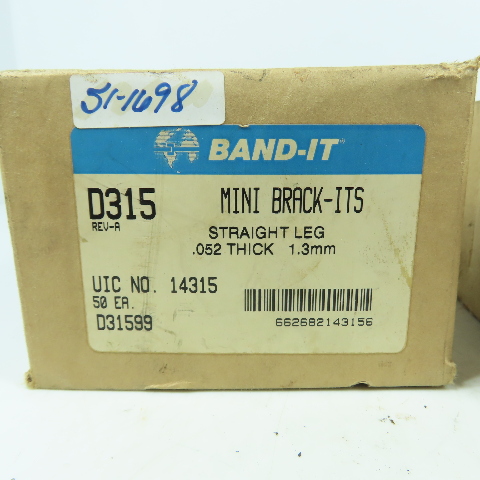 51-1698
BAND-IT®
D315 MINI BRACK-ITS
REV-A STRAIGHT LEG
.052 THICK 1.3mm
UIC NO. 14315
50 EA.
D31599 662682143156